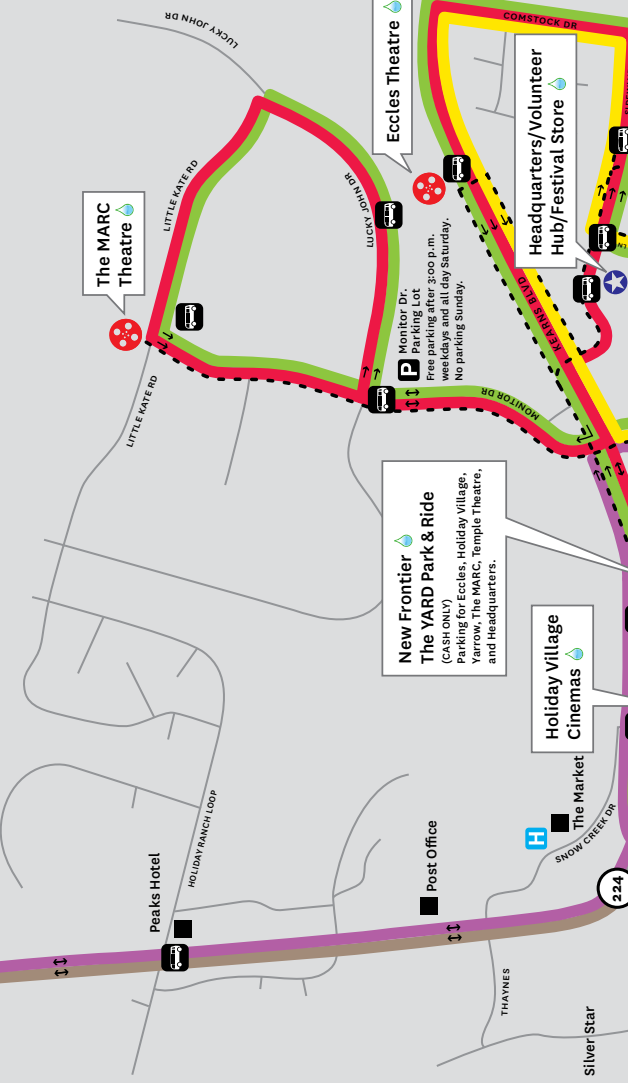 LUCKY JOHN DR
LITTLE KATE RD
The MARC
Theatre
LITTLE KATE RD
LUCKY JOHN DR
Eccles Theatre
COMSTOCK DR
Headquarters/Volunteer
Hub/Festival Store
KEARNS BLVD
LN
P
Monitor Dr.
Parking Lot
Free parking after 3:00 p.m.
weekdays and all day Saturday.
No parking Sunday.
MONITOR DR
New Frontier
The YARD Park & Ride
(CASH ONLY)
Parking for Eccles, Holiday Village,
Yarrow, The MARC, Temple Theatre,
and Headquarters.
Holiday Village
Cinemas
HOLIDAY RANCH LOOP
Peaks Hotel
Post Office
H
The Market
SNOW CREEK DR
224
THAYNES
Silver Star